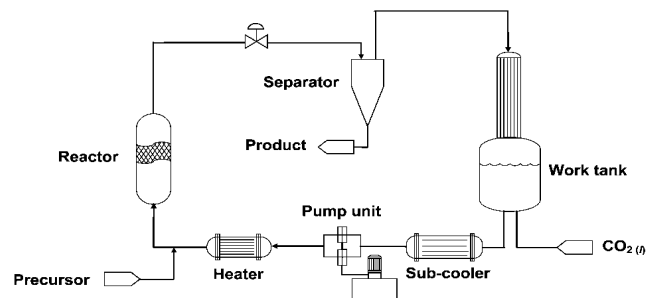 Separator
Product
Reactor
Work tank
Pump unit
CO₂ (l)
Heater
Sub-cooler
Precursor